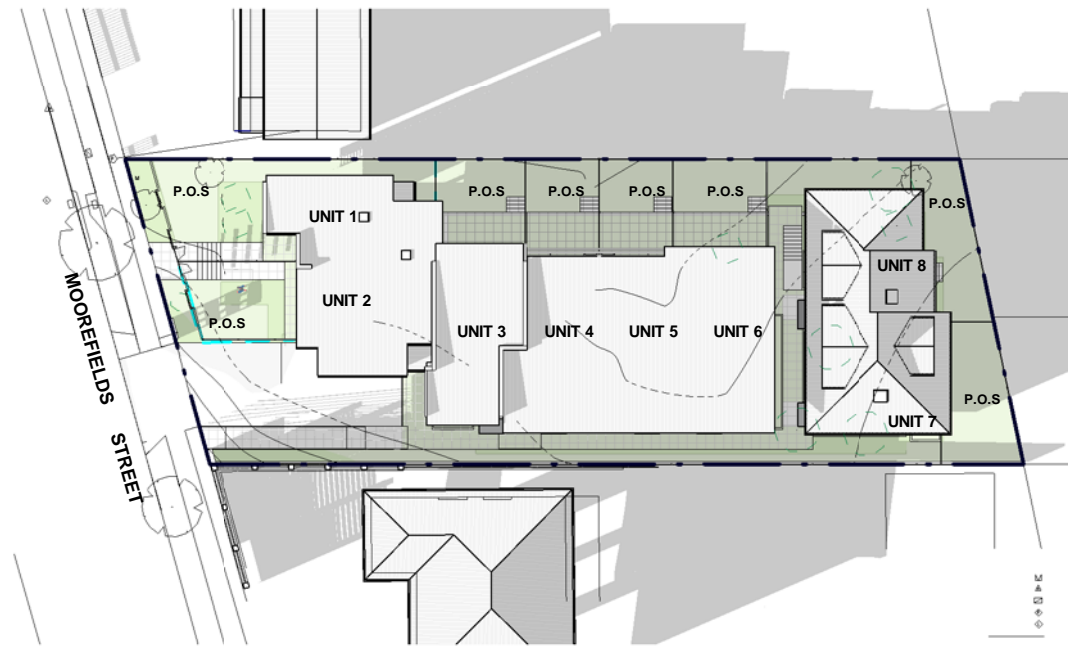 P.O.S
P.O.S
P.O.S
P.O.S
P.O.S
P.O.S
UNIT 1
UNIT 8
UNIT 2
P.O.S
UNIT 3
UNIT 4
UNIT 5
UNIT 6
P.O.S
UNIT 7
MOOREFIELDS
STREET